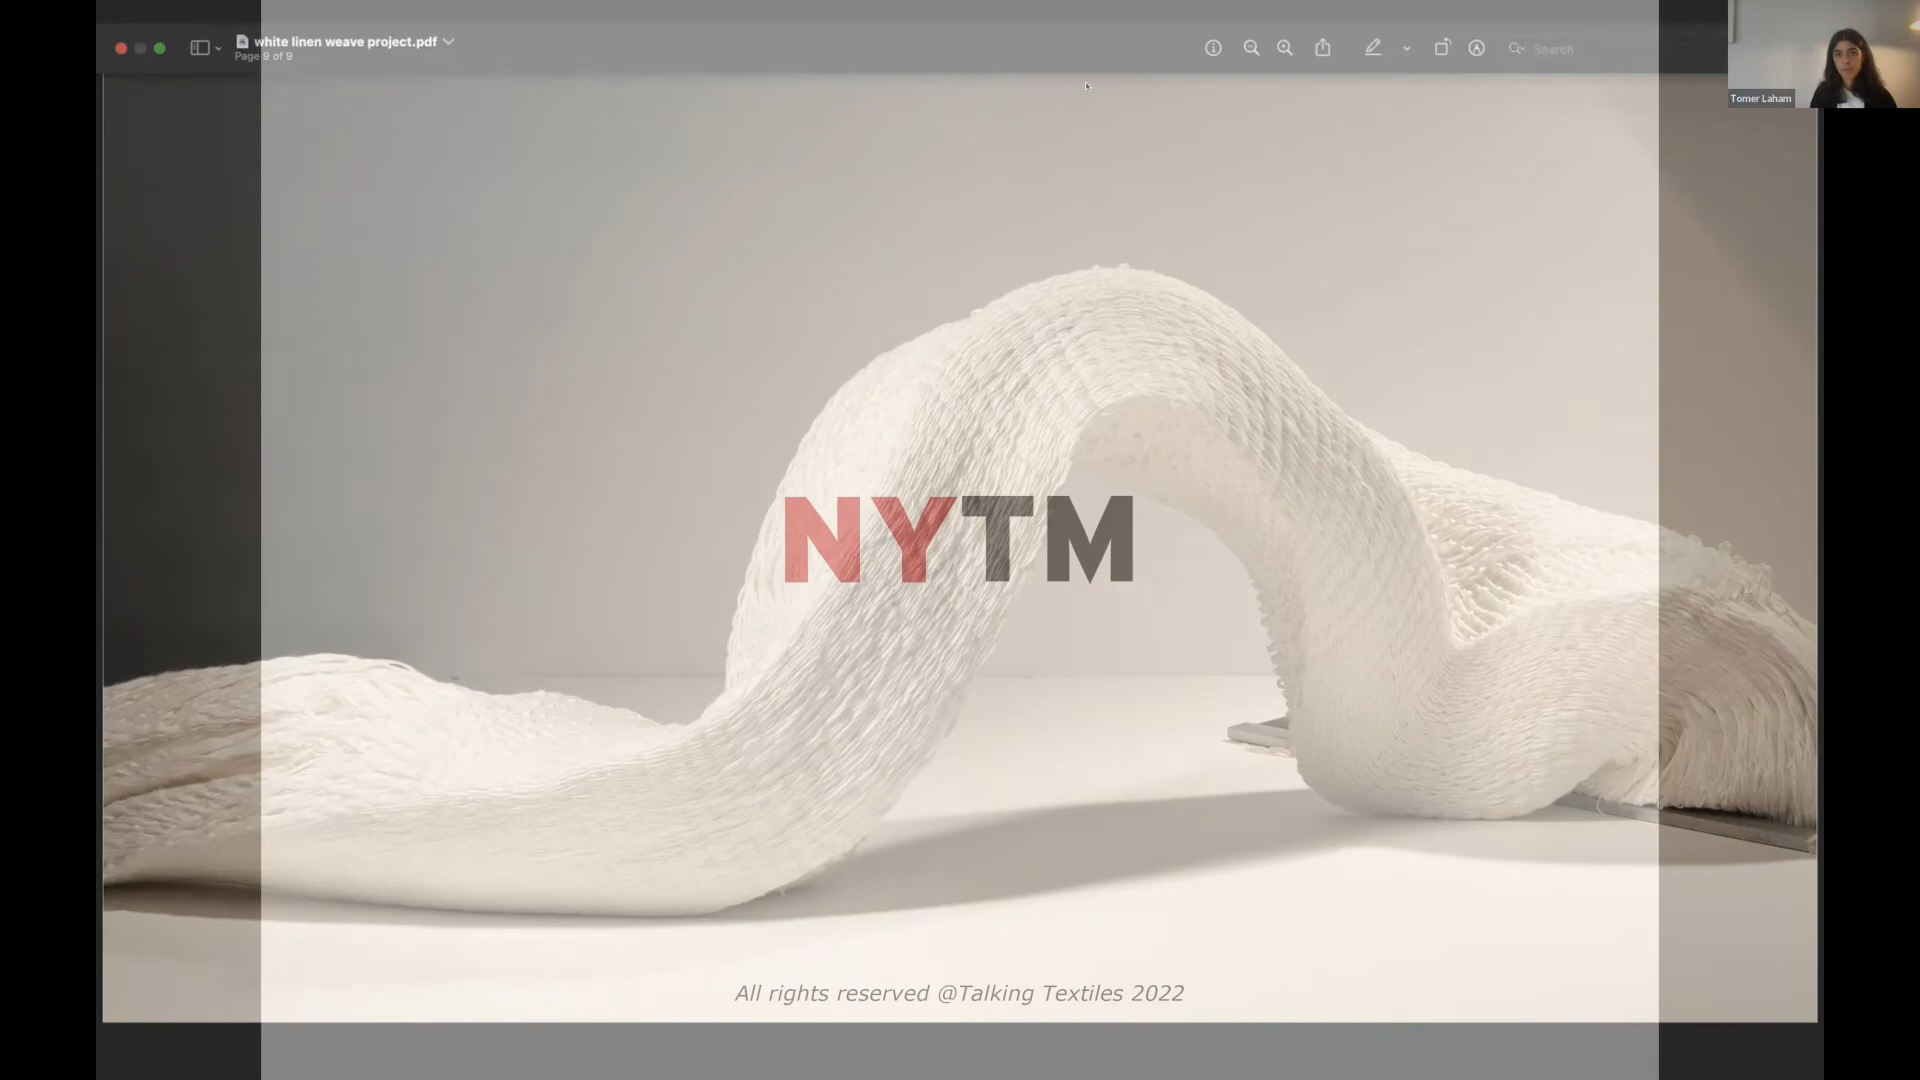 white linen weave project.pdf
Page 9 of 9
Search
Tomer Laham
NYTM
All rights reserved @Talking Textiles 2022